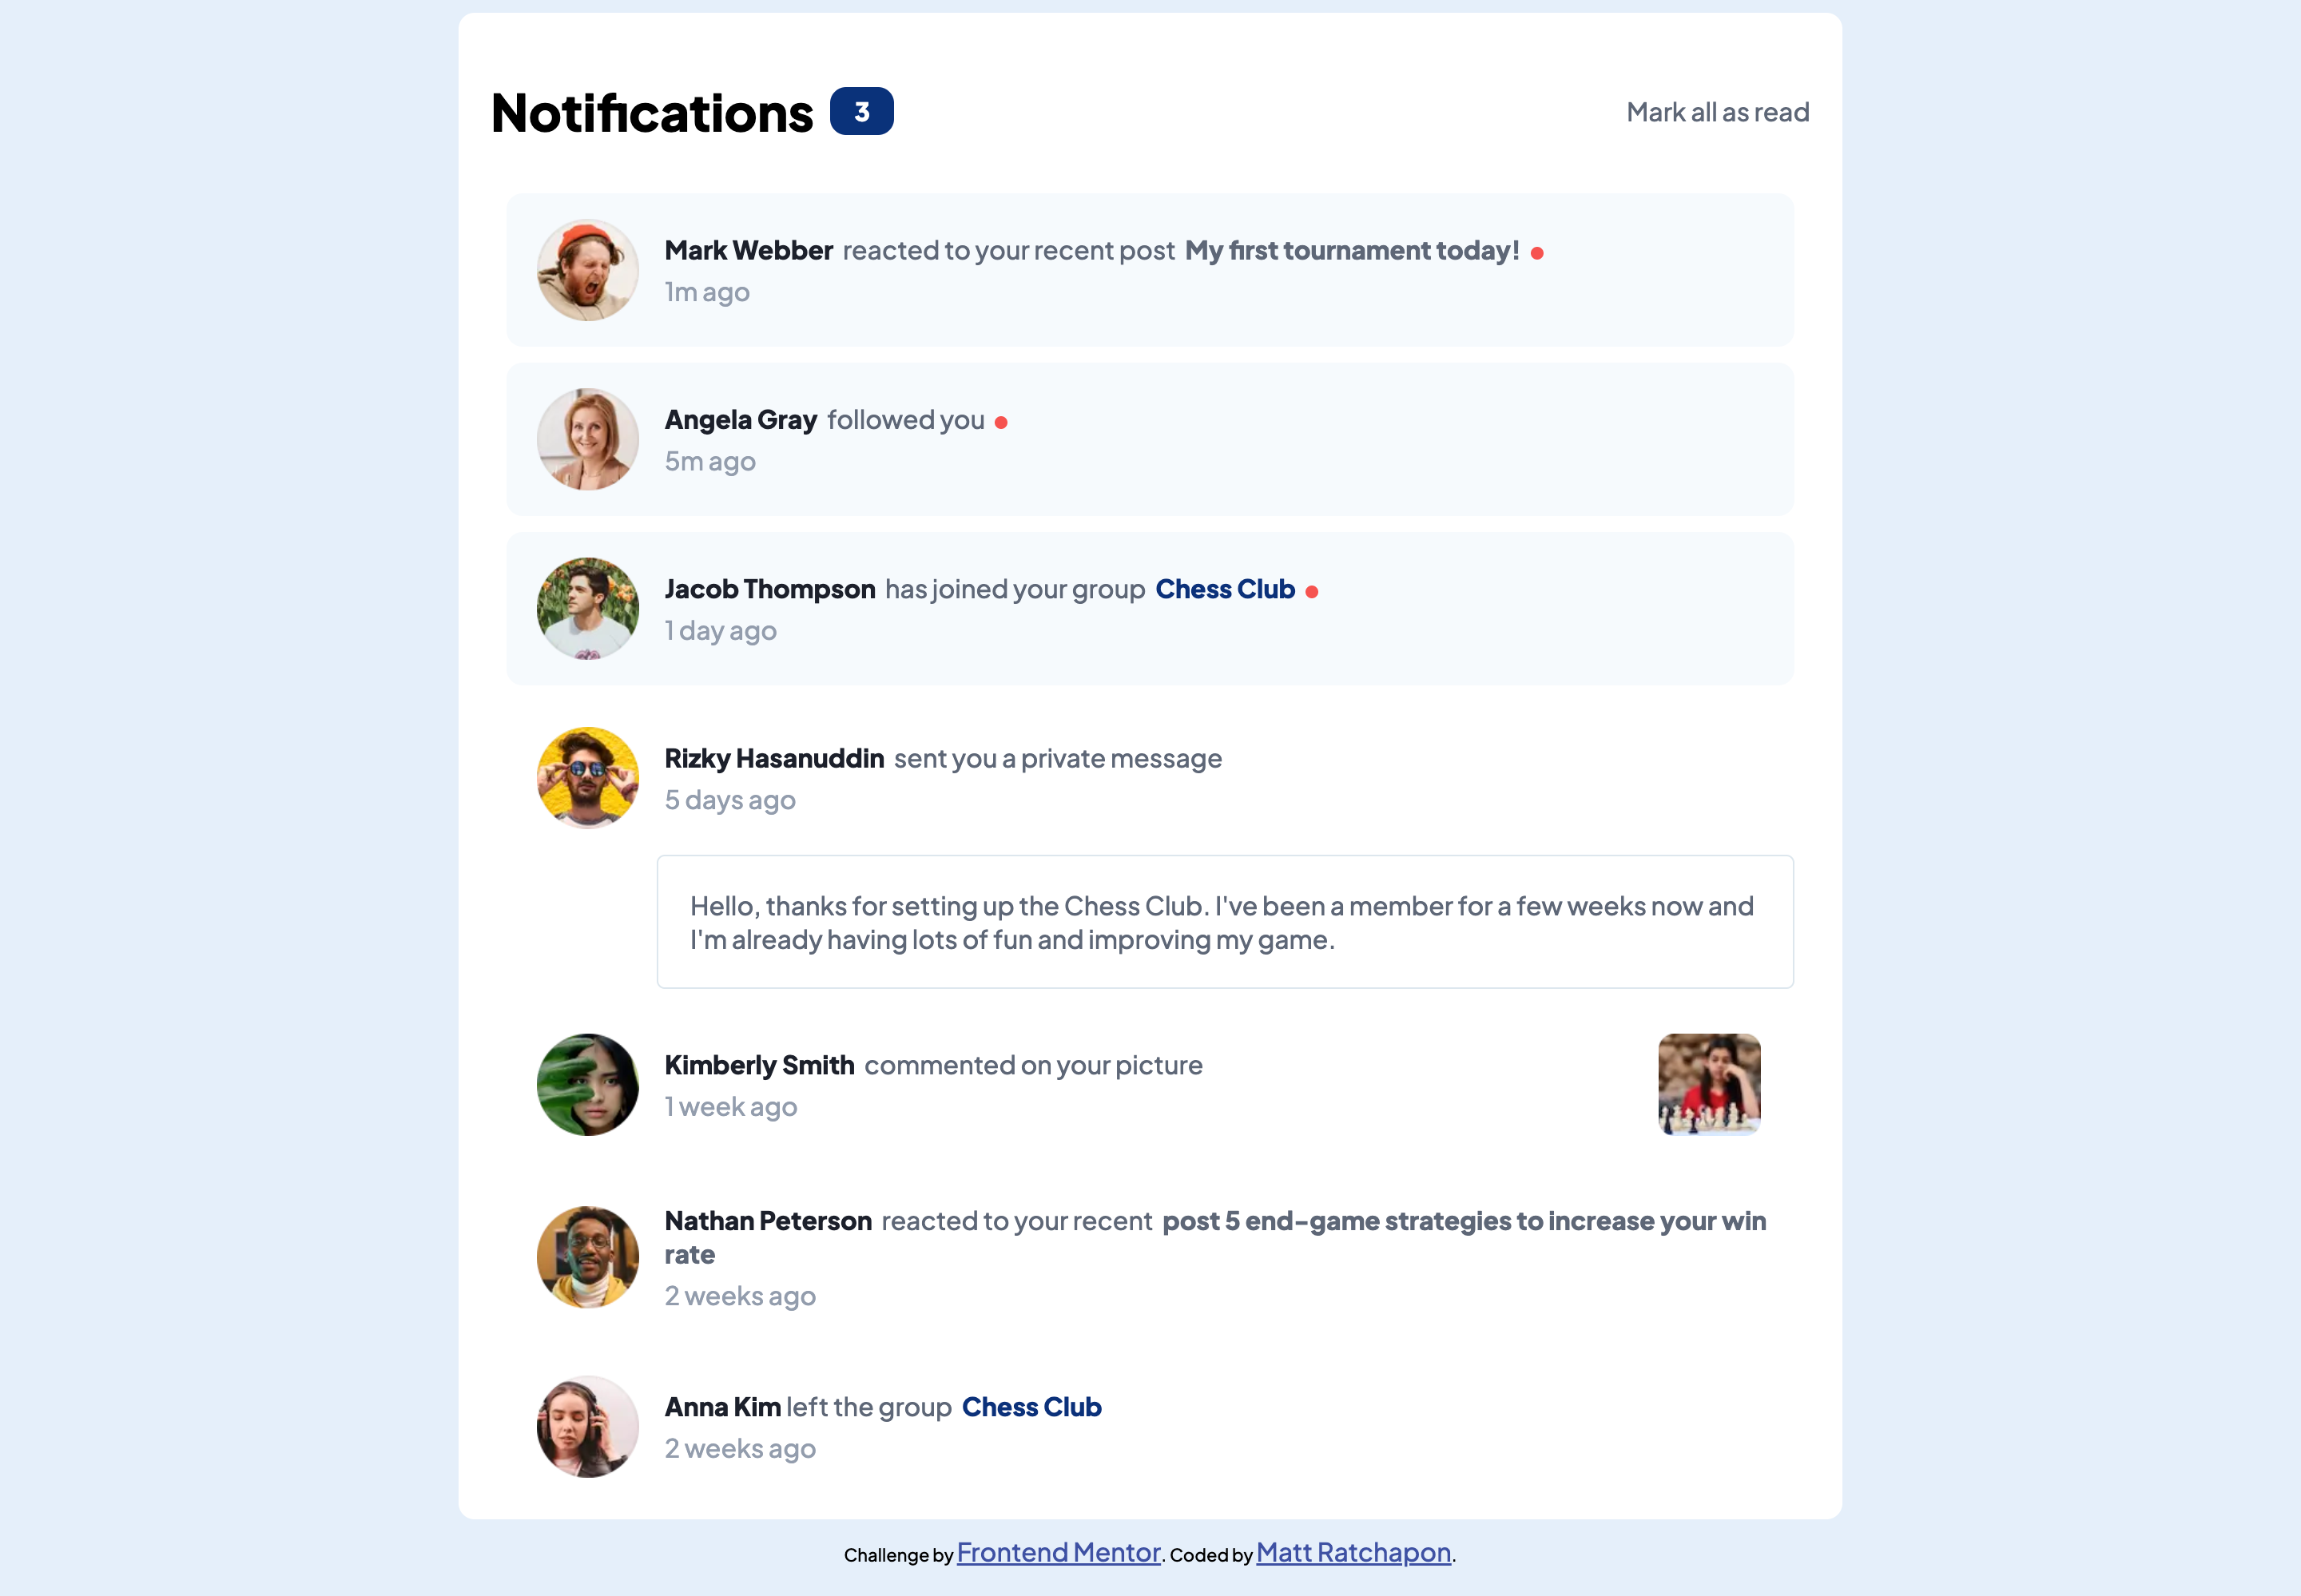 Notifications 3 Mark all as read
Mark Webber reacted to your recent post My first tournament today!
1m ago
Angela Gray followed you
5m ago
Jacob Thompson has joined your group Chess Club
1 day ago
Rizky Hasanuddin sent you a private message
5 days ago
Hello, thanks for setting up the Chess Club. I've been a member for a few weeks now and
I'm already having lots of fun and improving my game.
Kimberly Smith commented on your picture
1 week ago
Nathan Peterson reacted to your recent post 5 end-game strategies to increase your win
rate
2 weeks ago
Anna Kim left the group Chess Club
2 weeks ago
Challenge by Frontend Mentor. Coded by Matt Ratchapon.